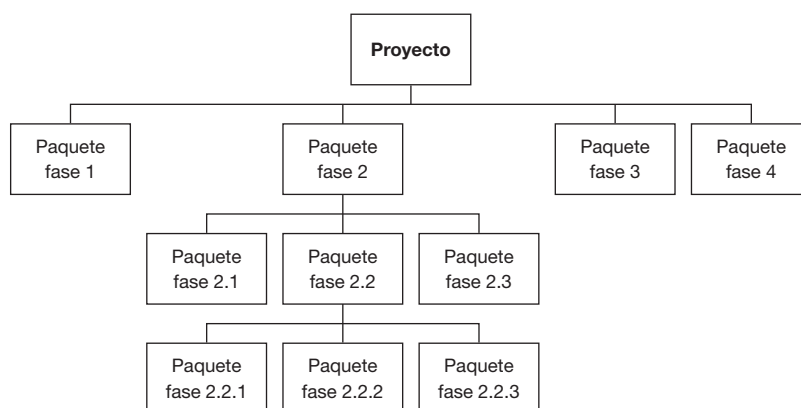 Proyecto
Paquete
fase 1
Paquete
fase 2
Paquete
fase 3
Paquete
fase 4
Paquete
fase 2.1
Paquete
fase 2.2
Paquete
fase 2.3
Paquete
fase 2.2.1
Paquete
fase 2.2.2
Paquete
fase 2.2.3